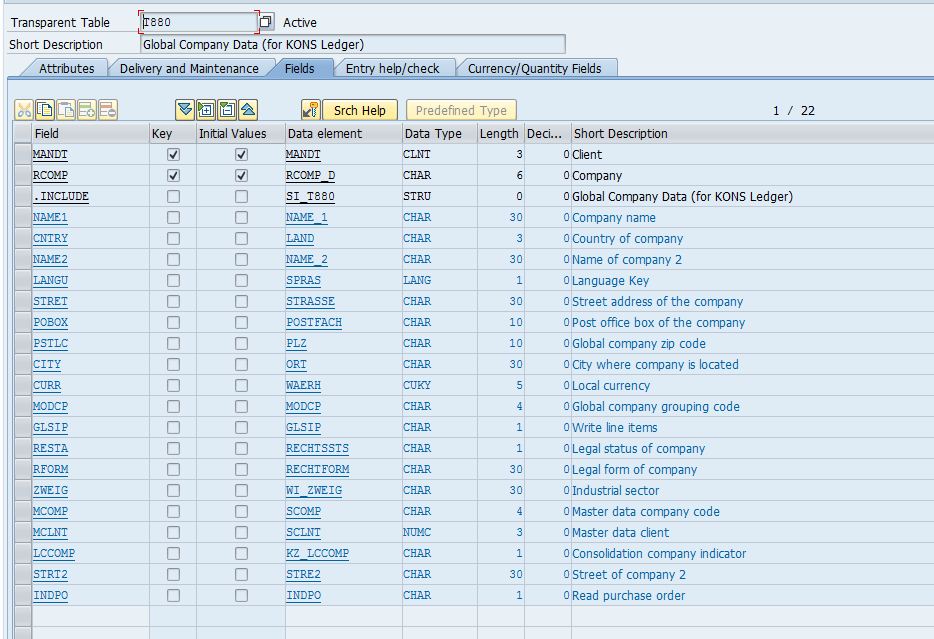 Transparent Table T880 Active
Short Description Global Company Data (for KONS Ledger)
Attributes Delivery and Maintenance Fields Entry help/check Currency/Quantity Fields
Srch Help Predefined Type 1 / 22
Field Key Initial Values Data element Data Type Length Deci... Short Description
MANDT MANDT CLNT 3 0 Client
RCOMP RCOMP_D CHAR 6 0 Company
.INCLUDE SI_T880 STRU 0 0 Global Company Data (for KONS Ledger)
NAME1 NAME_1 CHAR 30 0 Company name
CNTRY LAND CHAR 3 0 Country of company
NAME2 NAME_2 CHAR 30 0 Name of company 2
LANGU SPRAS LANG 1 0 Language Key
STRET STRASSE CHAR 30 0 Street address of the company
POBOX POSTFACH CHAR 10 0 Post office box of the company
PSTLC PLZ CHAR 10 0 Global company zip code
CITY ORT CHAR 30 0 City where company is located
CURR WAERH CUKY 5 0 Local currency
MODCP MODCP CHAR 4 0 Global company grouping code
GLSIP GLSIP CHAR 1 0 Write line items
RESTA RECHTSSTS CHAR 1 0 Legal status of company
RFORM RECHTFORM CHAR 30 0 Legal form of company
ZWEIG WI_ZWEIG CHAR 30 0 Industrial sector
MCOMP SCOMP CHAR 4 0 Master data company code
MCLNT SCLNT NUMC 3 0 Master data client
LCCOMP KZ_LCCOMP CHAR 1 0 Consolidation company indicator
STRT2 STRE2 CHAR 30 0 Street of company 2
INDPO INDPO CHAR 1 0 Read purchase order